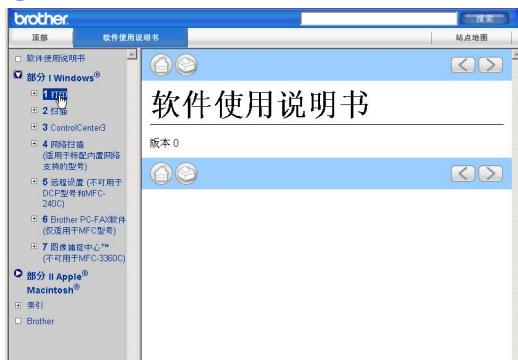 brother
搜索
顶部
软件使用说明书
站点地图
软件使用说明书
部分 I Windows®
1 打印
2 扫描
3 ControlCenter3
4 网络扫描
(适用于标配内置网络
支持的型号)
5 远程设置 (不可用于
DCP型号和MFC-
240C)
6 Brother PC-FAX软件
(仅适用于MFC型号)
7 图像捕捉中心™
(不可用于MFC-3360C)
部分 II Apple®
Macintosh®
索引
Brother
软件使用说明书
版本 0